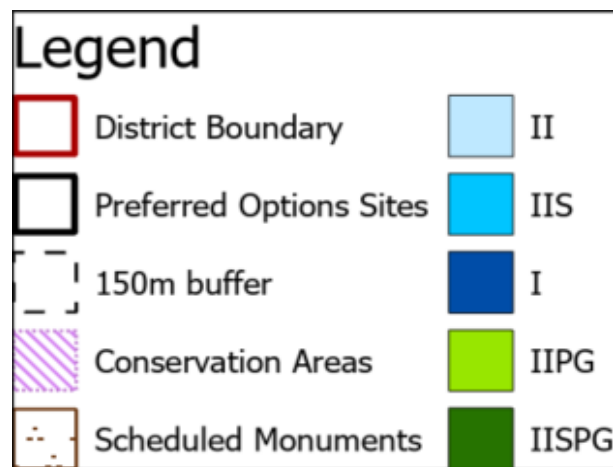 Legend
District Boundary
Preferred Options Sites
150m buffer
Conservation Areas
Scheduled Monuments
II
IIS
I
IIPG
IISPG